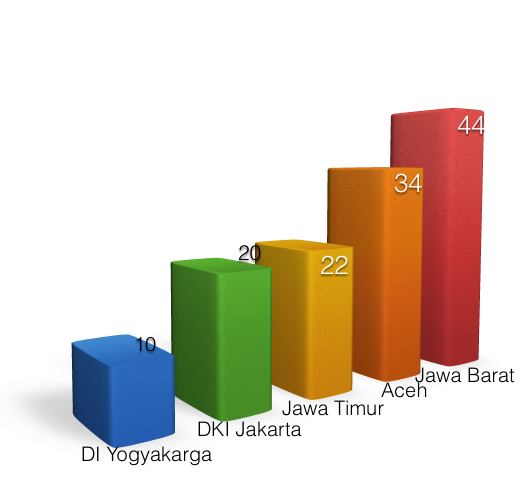 10
DI Yogyakarga
20
DKI Jakarta
22
Jawa Timur
34
Aceh
44
Jawa Barat